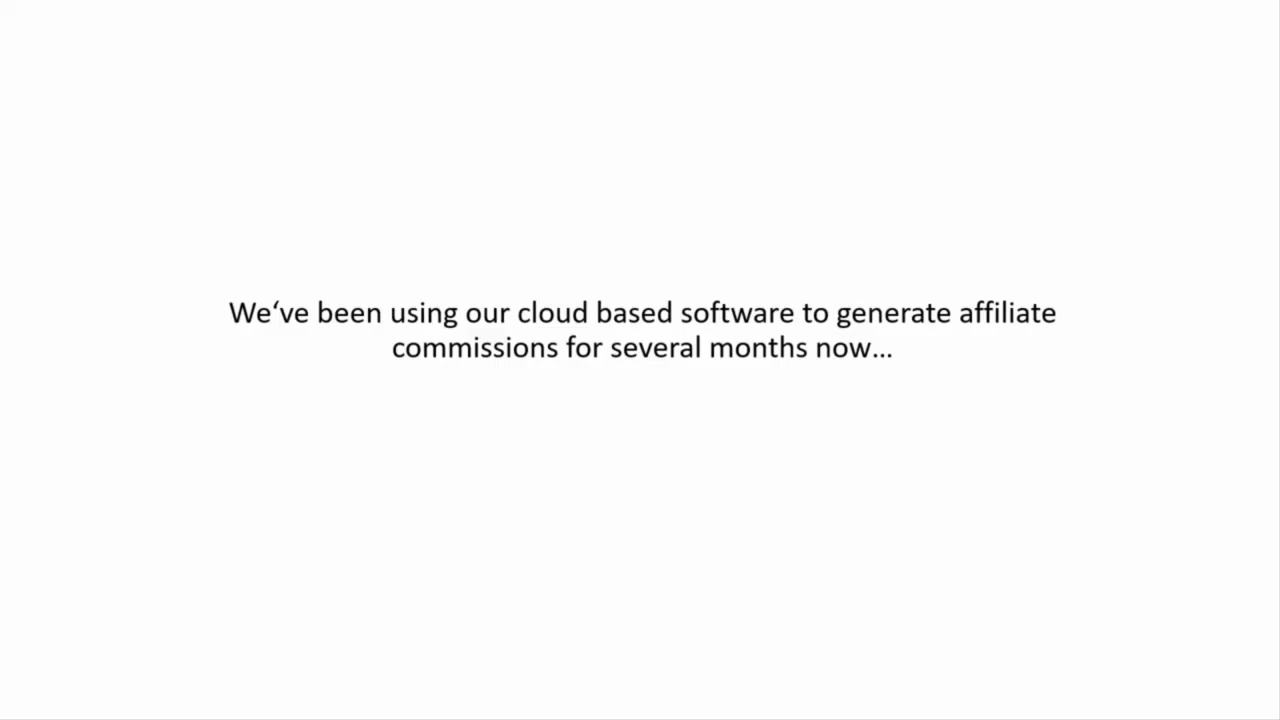 We‘ve been using our cloud based software to generate affiliate
commissions for several months now...